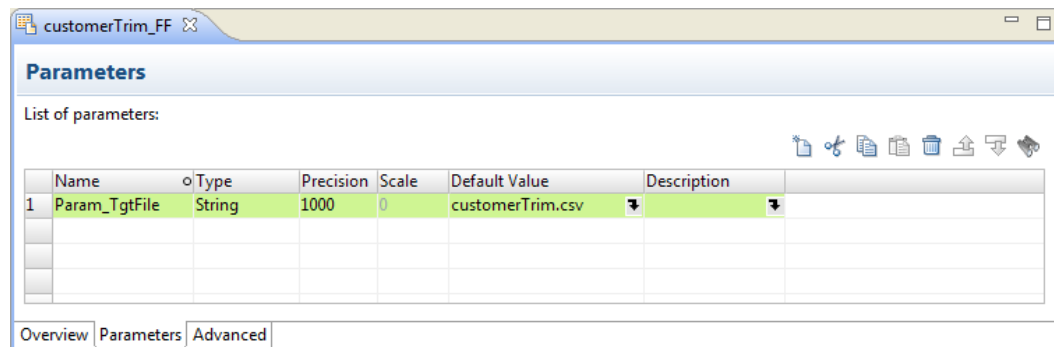 customerTrim_FF
Parameters
List of parameters:
Name Type Precision Scale Default Value Description
1 Param_TgtFile String 1000 0 customerTrim.csv
Overview Parameters Advanced